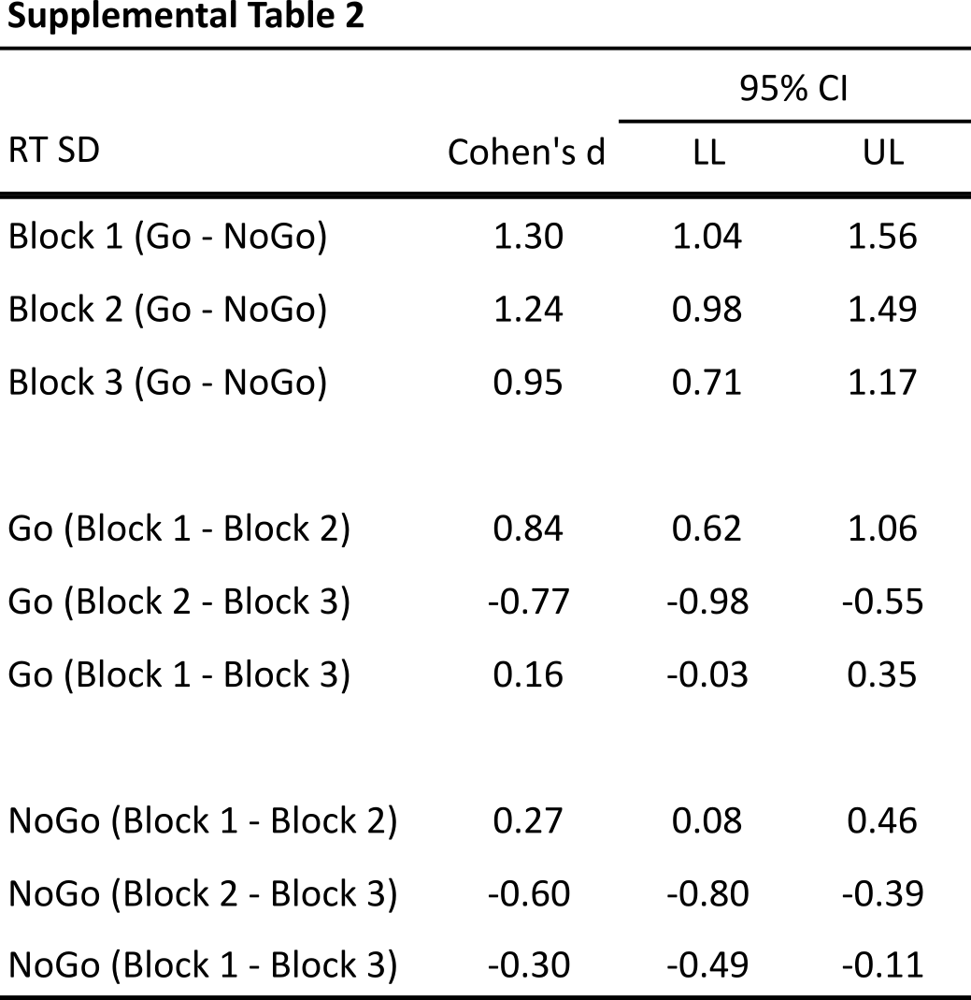 Supplemental Table 2
95% CI
RT SD Cohen's d LL UL
Block 1 (Go - NoGo) 1.30 1.04 1.56
Block 2 (Go - NoGo) 1.24 0.98 1.49
Block 3 (Go - NoGo) 0.95 0.71 1.17
Go (Block 1 - Block 2) 0.84 0.62 1.06
Go (Block 2 - Block 3) -0.77 -0.98 -0.55
Go (Block 1 - Block 3) 0.16 -0.03 0.35
NoGo (Block 1 - Block 2) 0.27 0.08 0.46
NoGo (Block 2 - Block 3) -0.60 -0.80 -0.39
NoGo (Block 1 - Block 3) -0.30 -0.49 -0.11